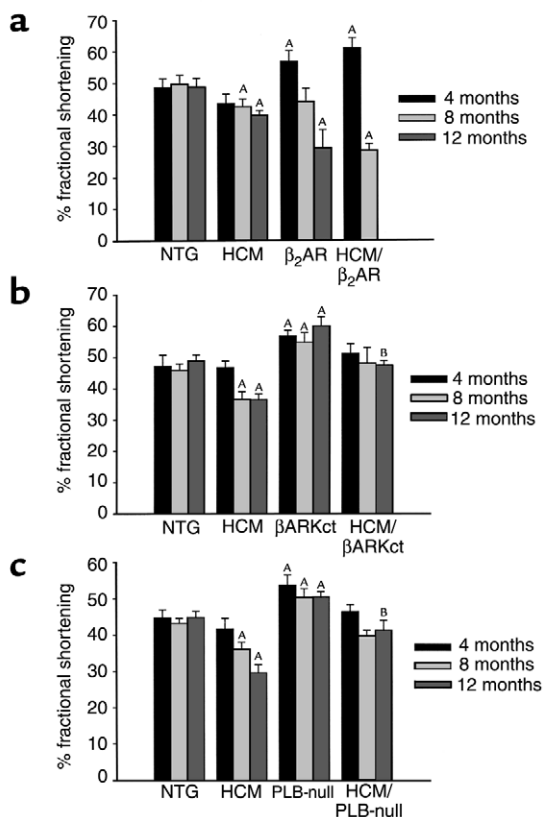 a
% fractional shortening
70
60
50
40
30
20
10
0
A
A
A
A
A
A
NTG
HCM
β₂AR
HCM/
β₂AR
4 months
8 months
12 months
b
% fractional shortening
70
60
50
40
30
20
10
0
A
A
A
A
A
B
NTG
HCM
βARKct
HCM/
βARKct
4 months
8 months
12 months
c
% fractional shortening
60
50
40
30
20
10
0
A
A
A
A
A
B
NTG
HCM
PLB-null
HCM/
PLB-null
4 months
8 months
12 months